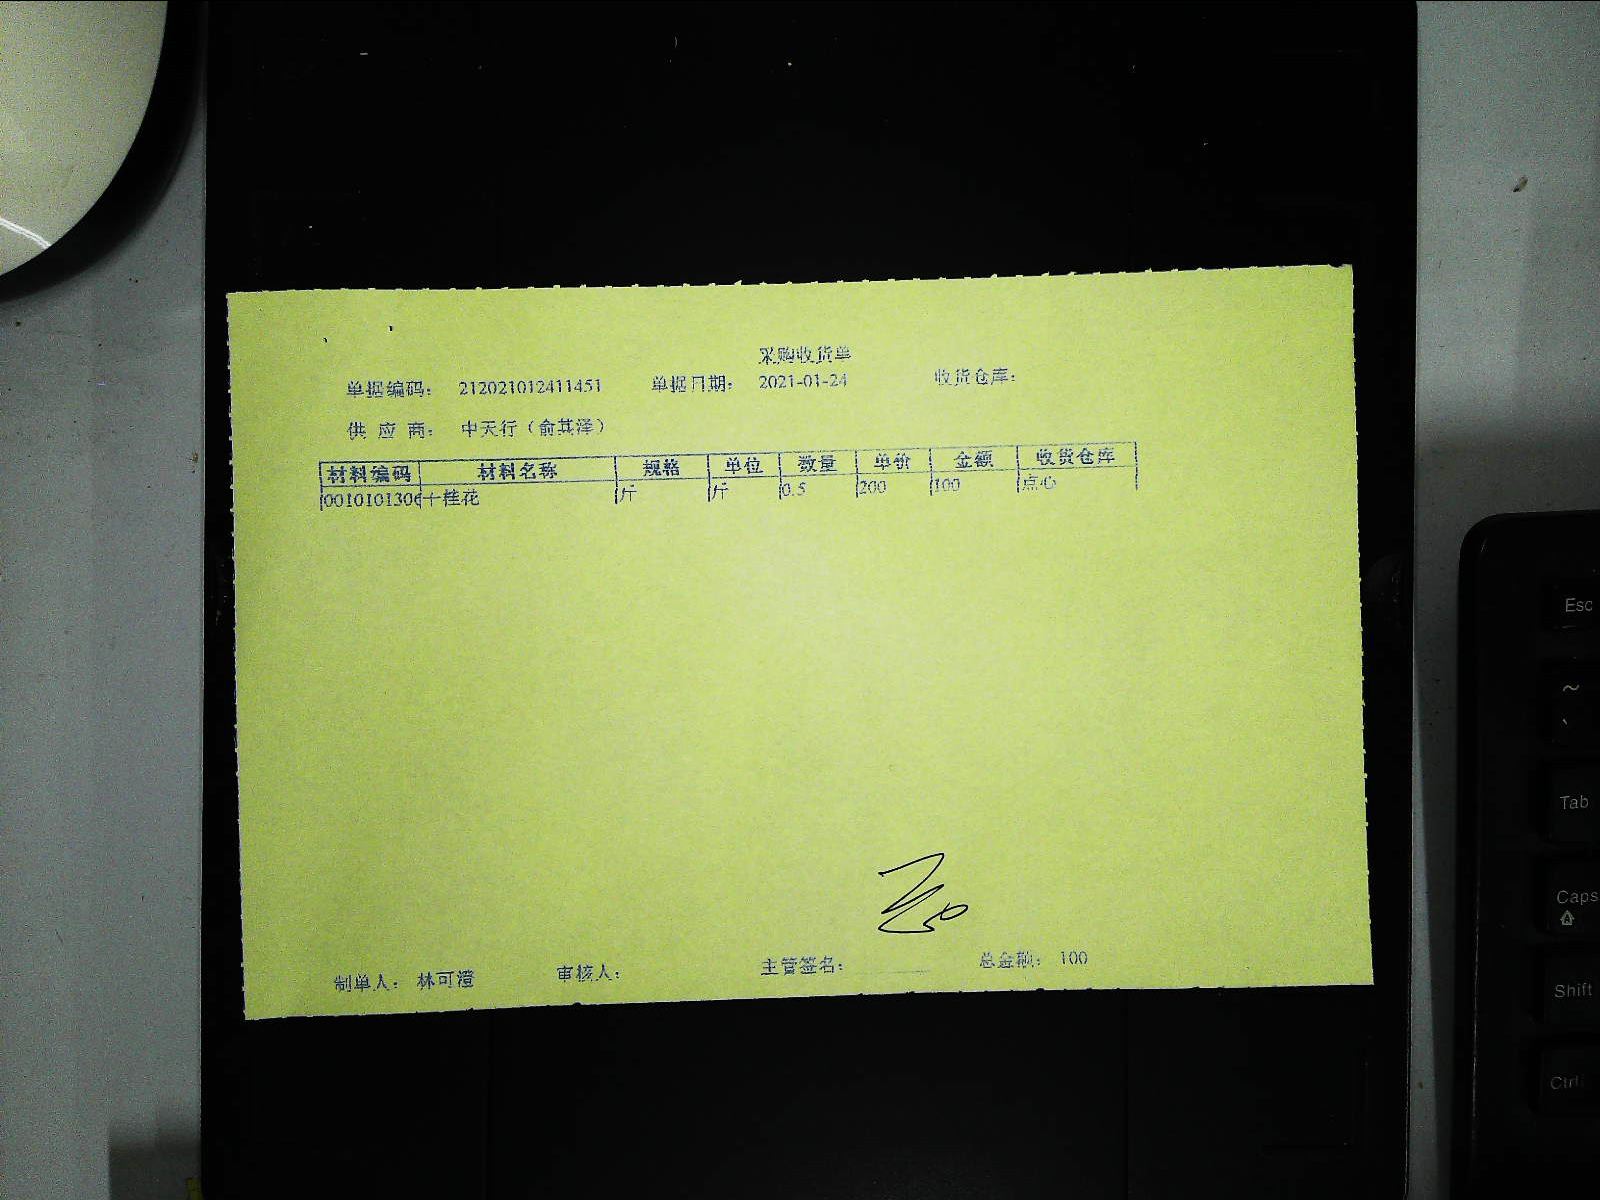 采购收货单
单据编码: 212021012411451 单据日期: 2021-01-24 收货仓库:
供 应 商: 中天行（俞其泽）
材料编码 材料名称 规格 单位 数量 单价 金额 收货仓库
0010101306 十桂花 斤 斤 0.5 200 100 点心
制单人: 林可澄 审核人: 主管签名: 总金额: 100
Esc
~
`
Tab
Caps
A
Shift
Ctrl